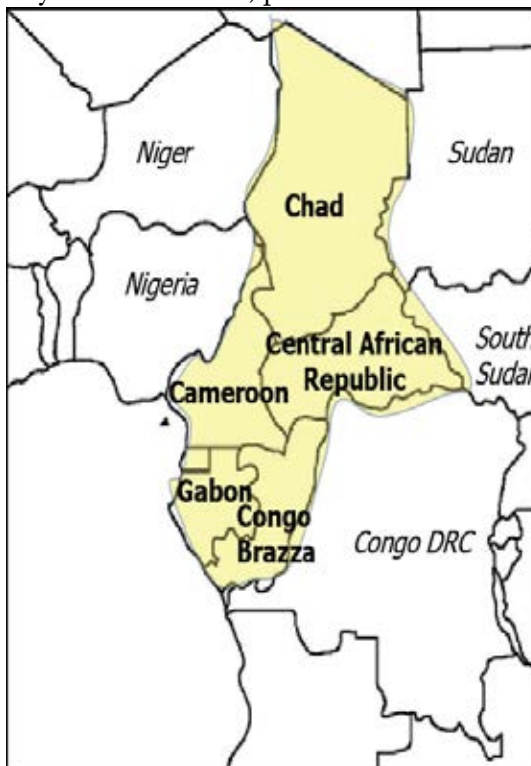 Niger
Sudan
Chad
Nigeria
Central African
Republic
South
Sudan
Cameroon
Gabon
Congo
Brazza
Congo DRC